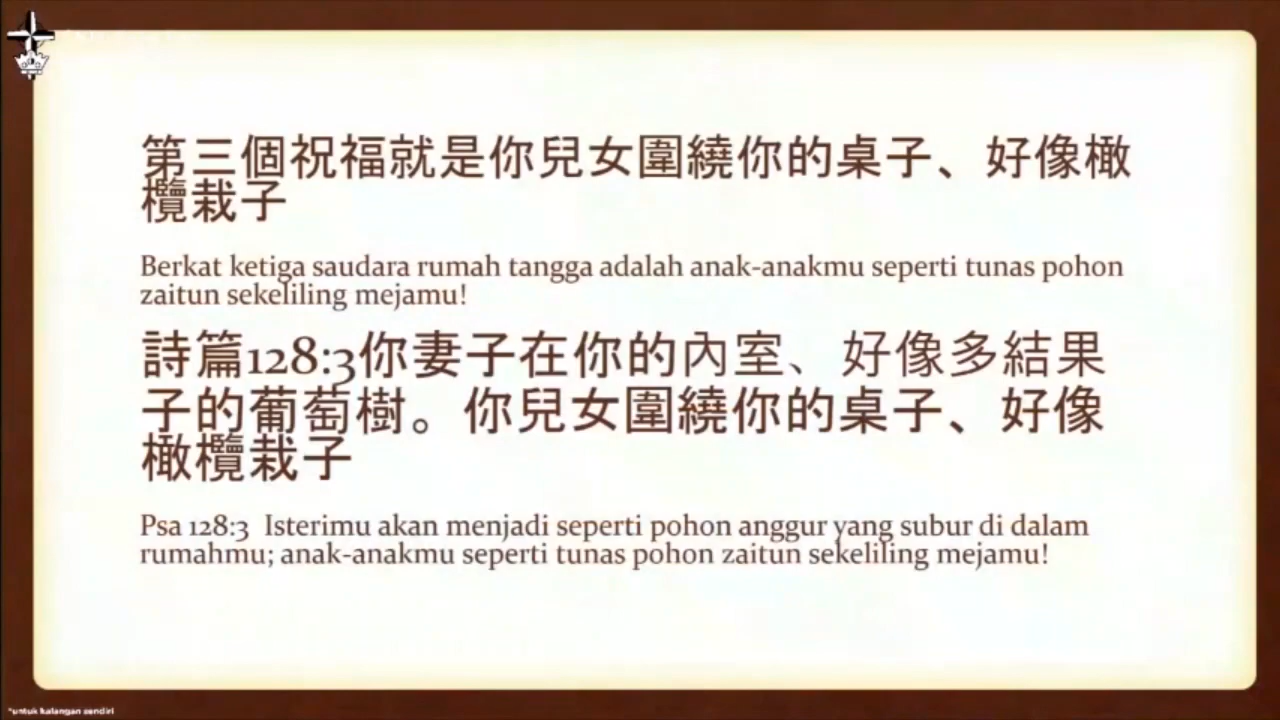 第三個祝福就是你兒女圍繞你的桌子、好像橄
欖栽子
Berkat ketiga saudara rumah tangga adalah anak-anakmu seperti tunas pohon
zaitun sekeliling mejamu!
詩篇128:3你妻子在你的內室、好像多結果
子的葡萄樹。你兒女圍繞你的桌子、好像
橄欖栽子
Psa 128:3 Isterimu akan menjadi seperti pohon anggur yang subur di dalam
rumahmu; anak-anakmu seperti tunas pohon zaitun sekeliling mejamu!
*untuk kalangan sendiri